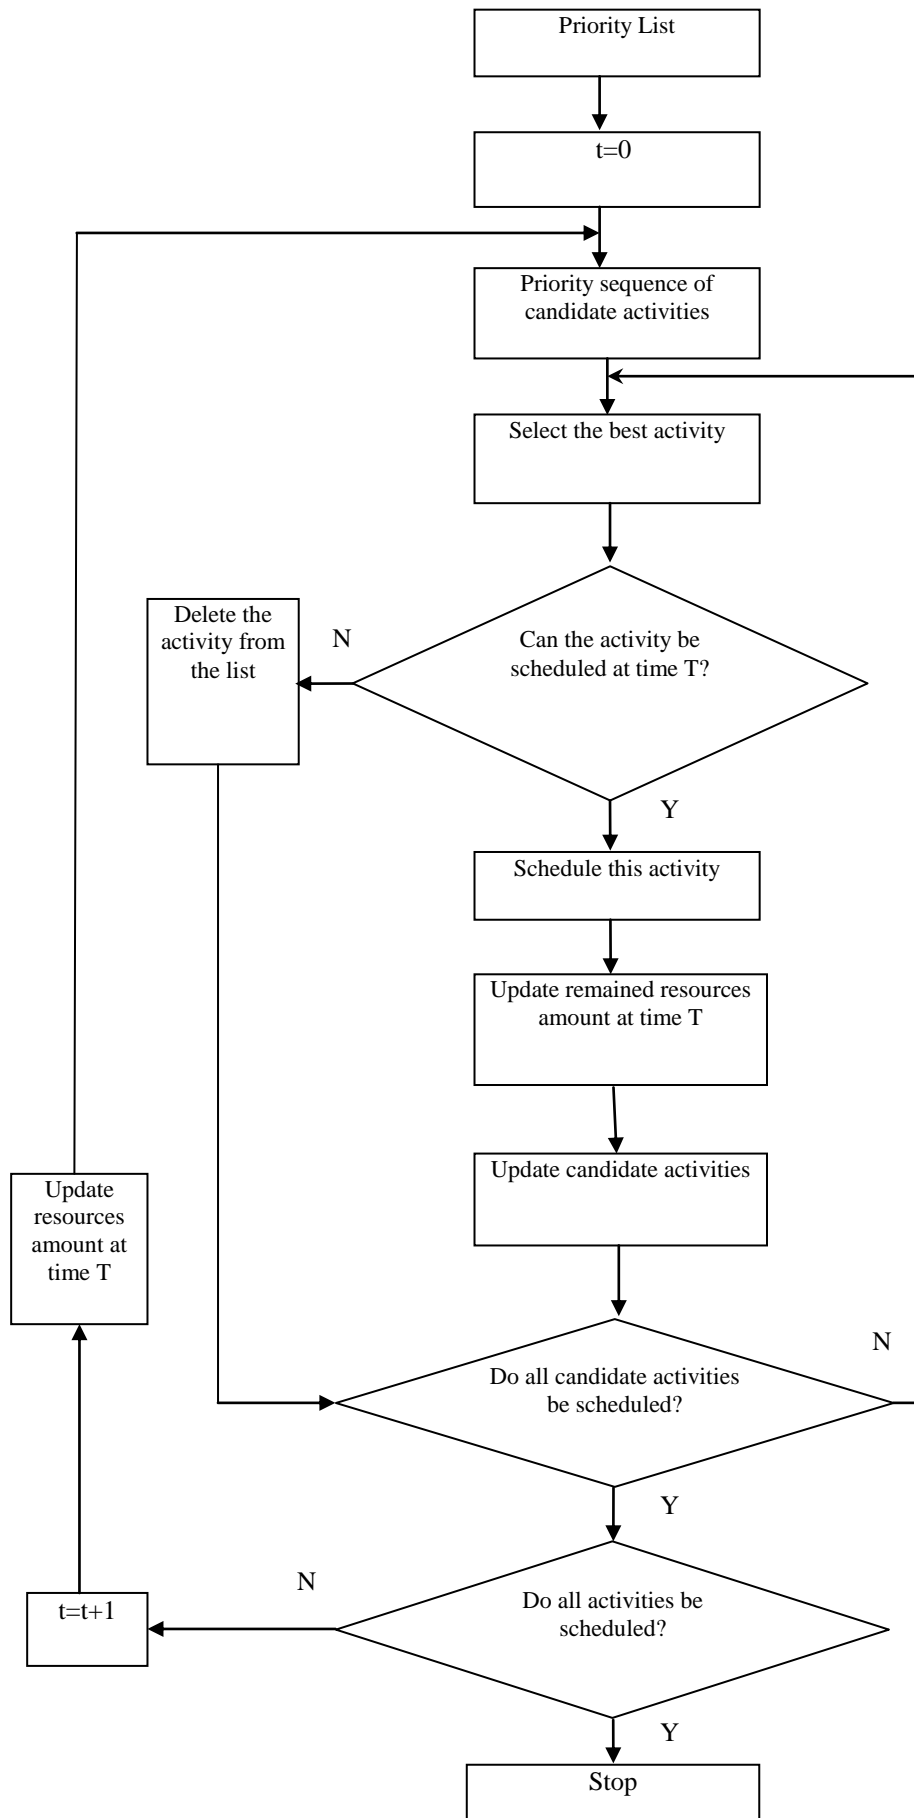 Priority List
t=0
Priority sequence of
candidate activities
Select the best activity
Delete the
activity from
the list
N
Can the activity be
scheduled at time T?
Y
Schedule this activity
Update remained resources
amount at time T
Update candidate activities
Update
resources
amount at
time T
N
Do all candidate activities
be scheduled?
Y
N
t=t+1
Do all activities be
scheduled?
Y
Stop